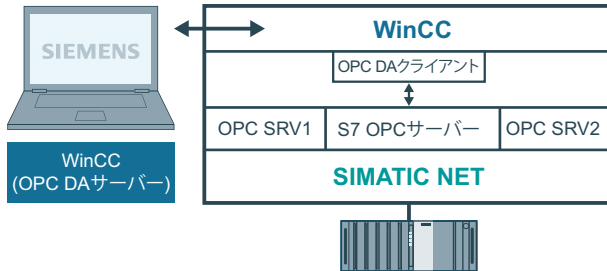 SIEMENS
WinCC
(OPC DAサーバー)
WinCC
OPC DAクライアント
OPC SRV1
S7 OPCサーバー
OPC SRV2
SIMATIC NET